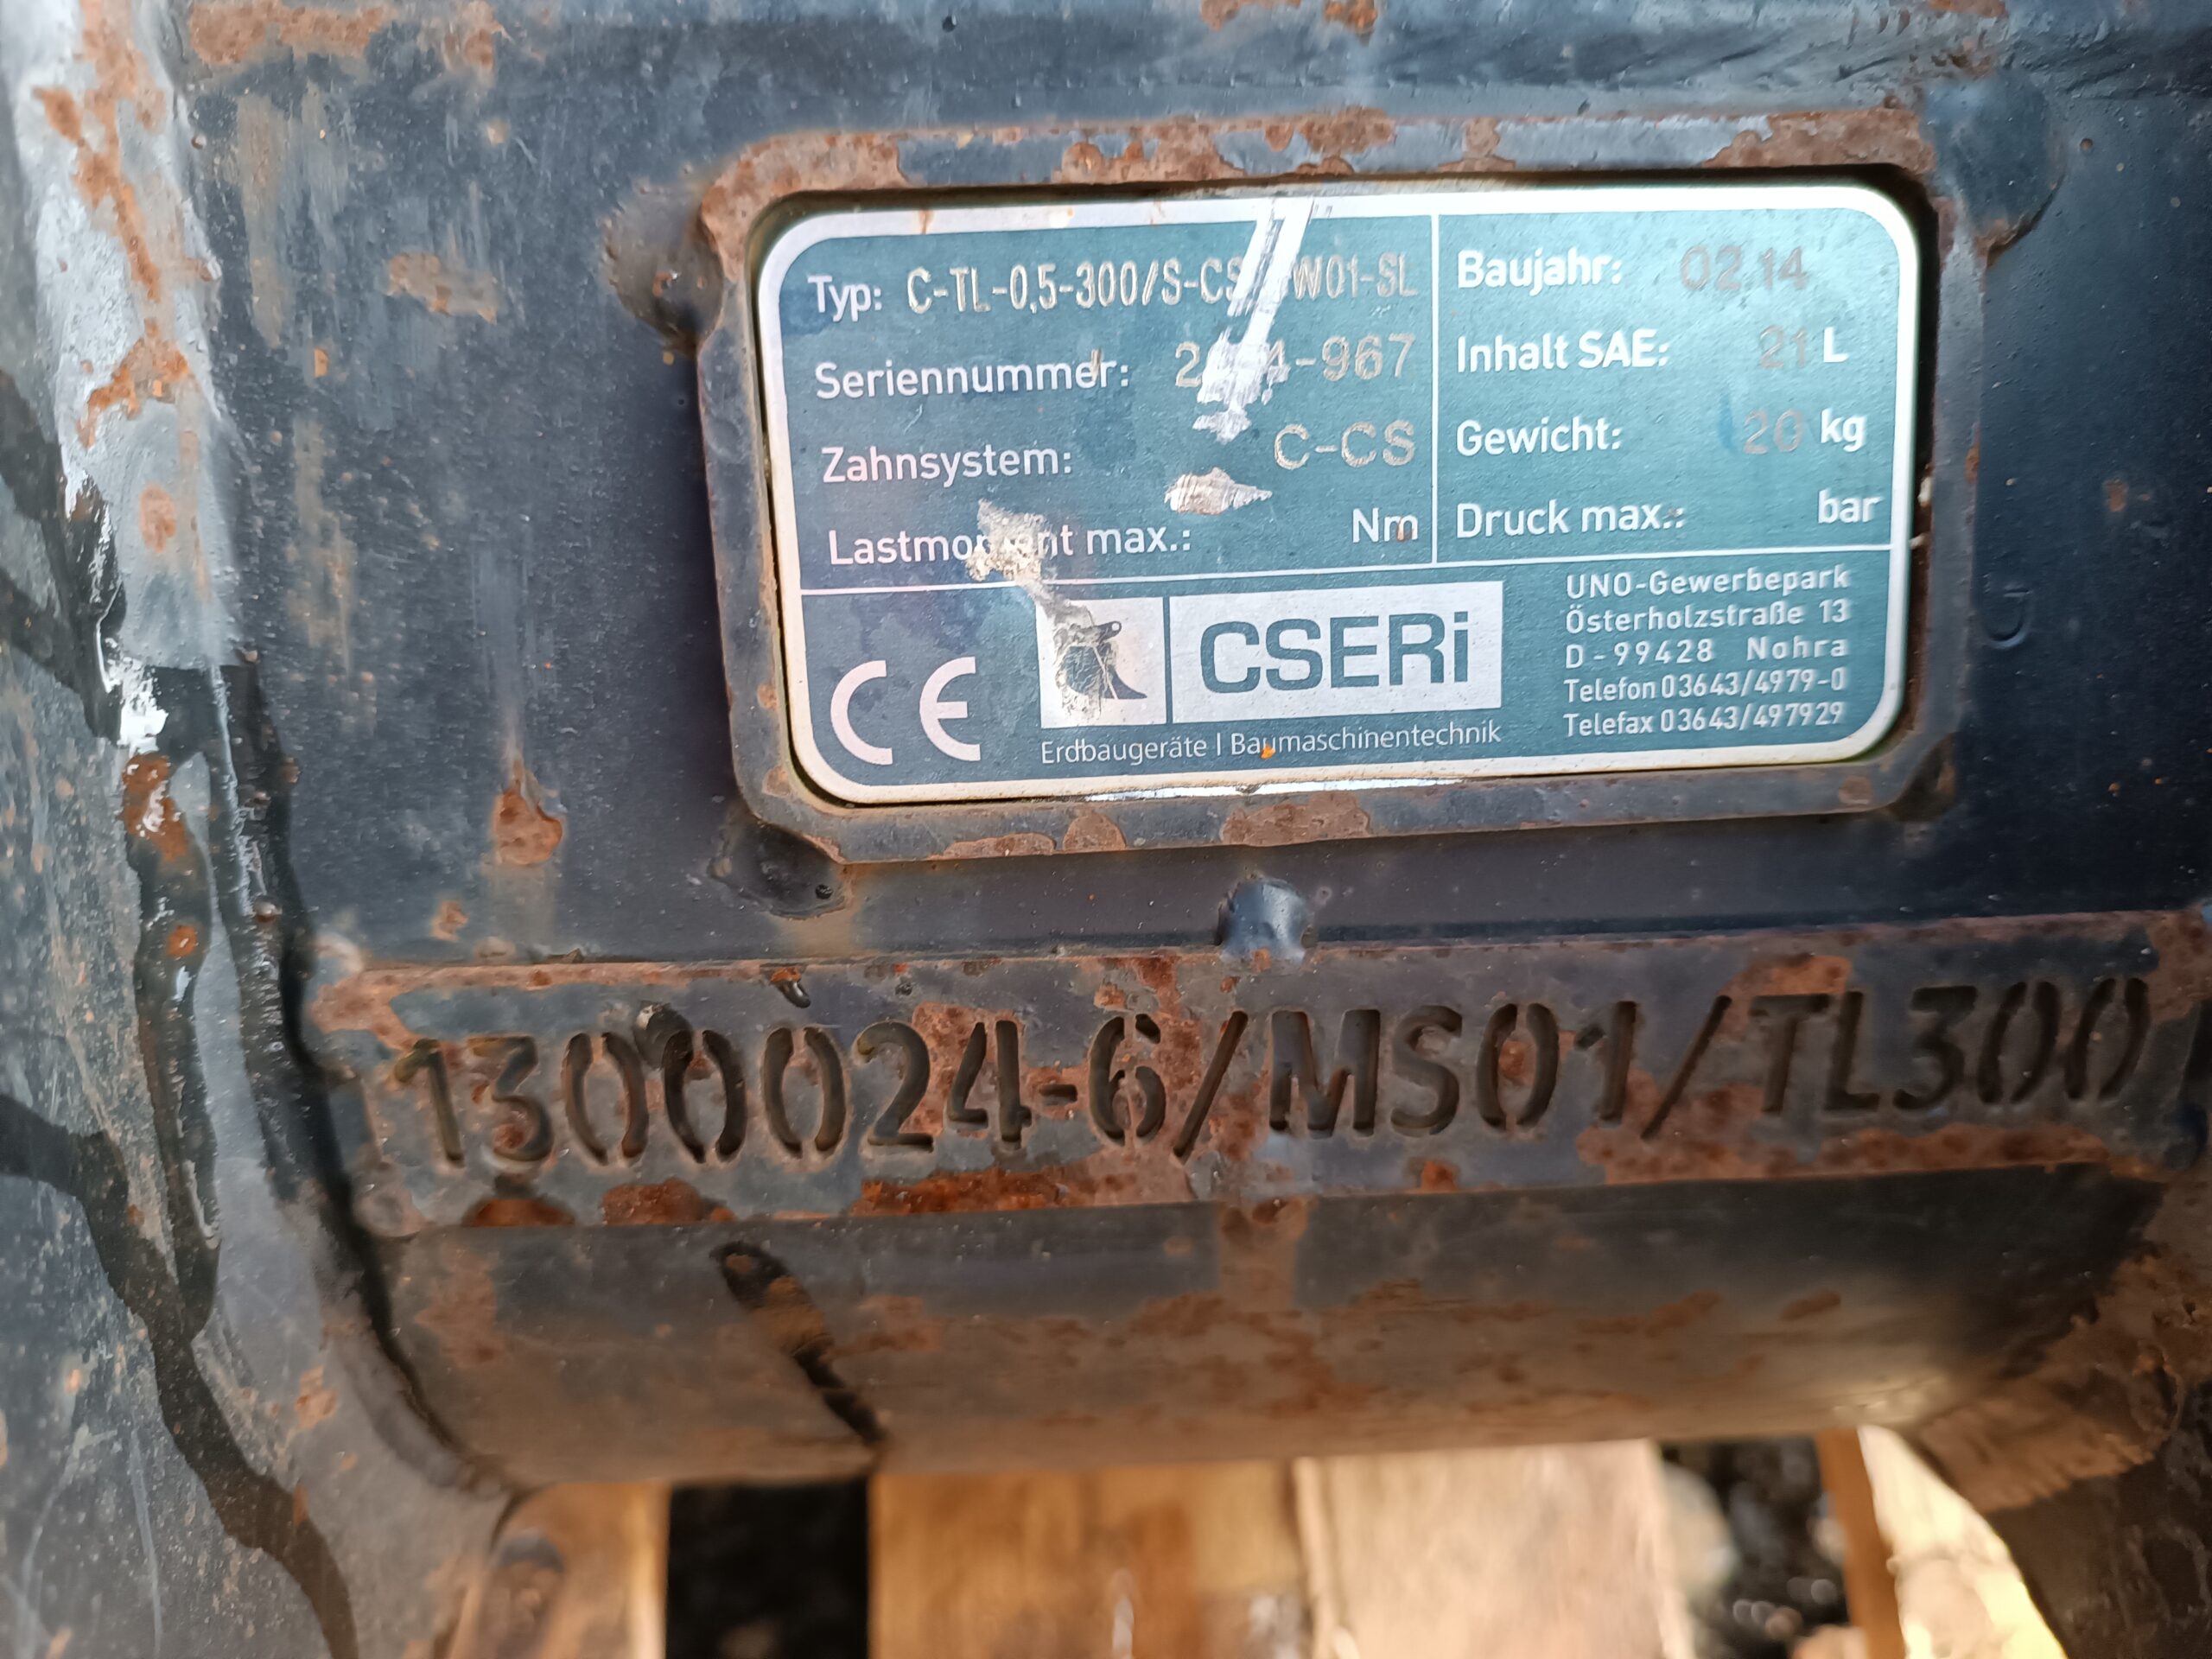 Typ: C-TL-0,5-300/S-CS W01-SL
Seriennummer:
Zahnsystem: C-CS
Lastmoment max.: Nm
Baujahr: 02.14
Inhalt SAE: 21 L
Gewicht: 20 kg
Druck max.: bar
CE
CSERi
Erdbaugeräte | Baumaschinentechnik
UNO-Gewerbepark
Österholzstraße 13
D-99428 Nohra
Telefon 03643/4979-0
Telefax 03643/497929
1300024-6/MS01/TL300